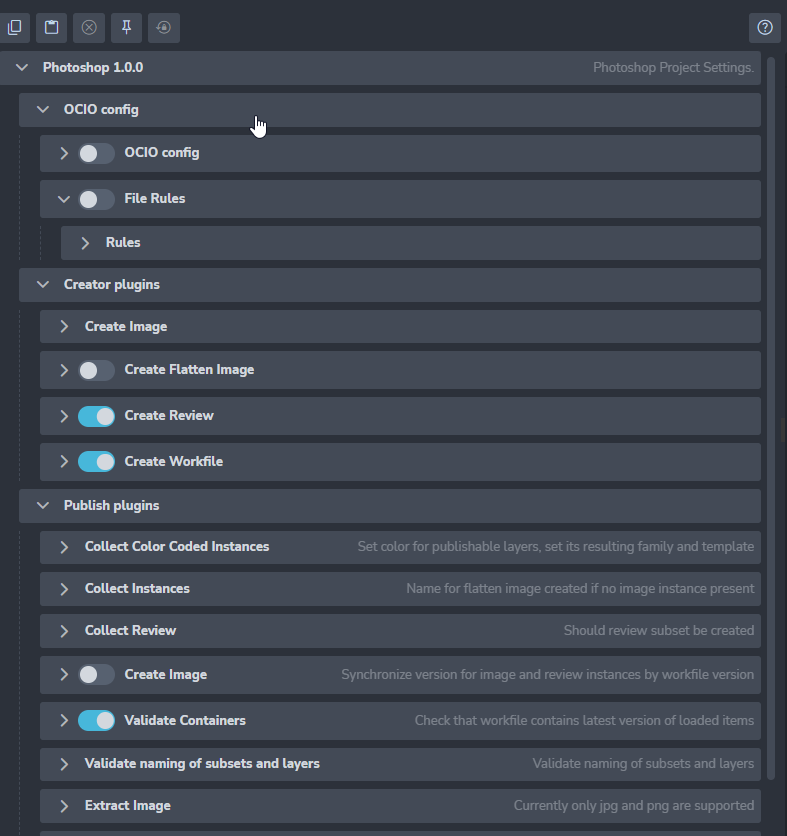 Photoshop 1.0.0 Photoshop Project Settings.
OCIO config
OCIO config
File Rules
Rules
Creator plugins
Create Image
Create Flatten Image
Create Review
Create Workfile
Publish plugins
Collect Color Coded Instances Set color for publishable layers, set its resulting family and template
Collect Instances Name for flatten image created if no image instance present
Collect Review Should review subset be created
Create Image Synchronize version for image and review instances by workfile version
Validate Containers Check that workfile contains latest version of loaded items
Validate naming of subsets and layers Validate naming of subsets and layers
Extract Image Currently only jpg and png are supported